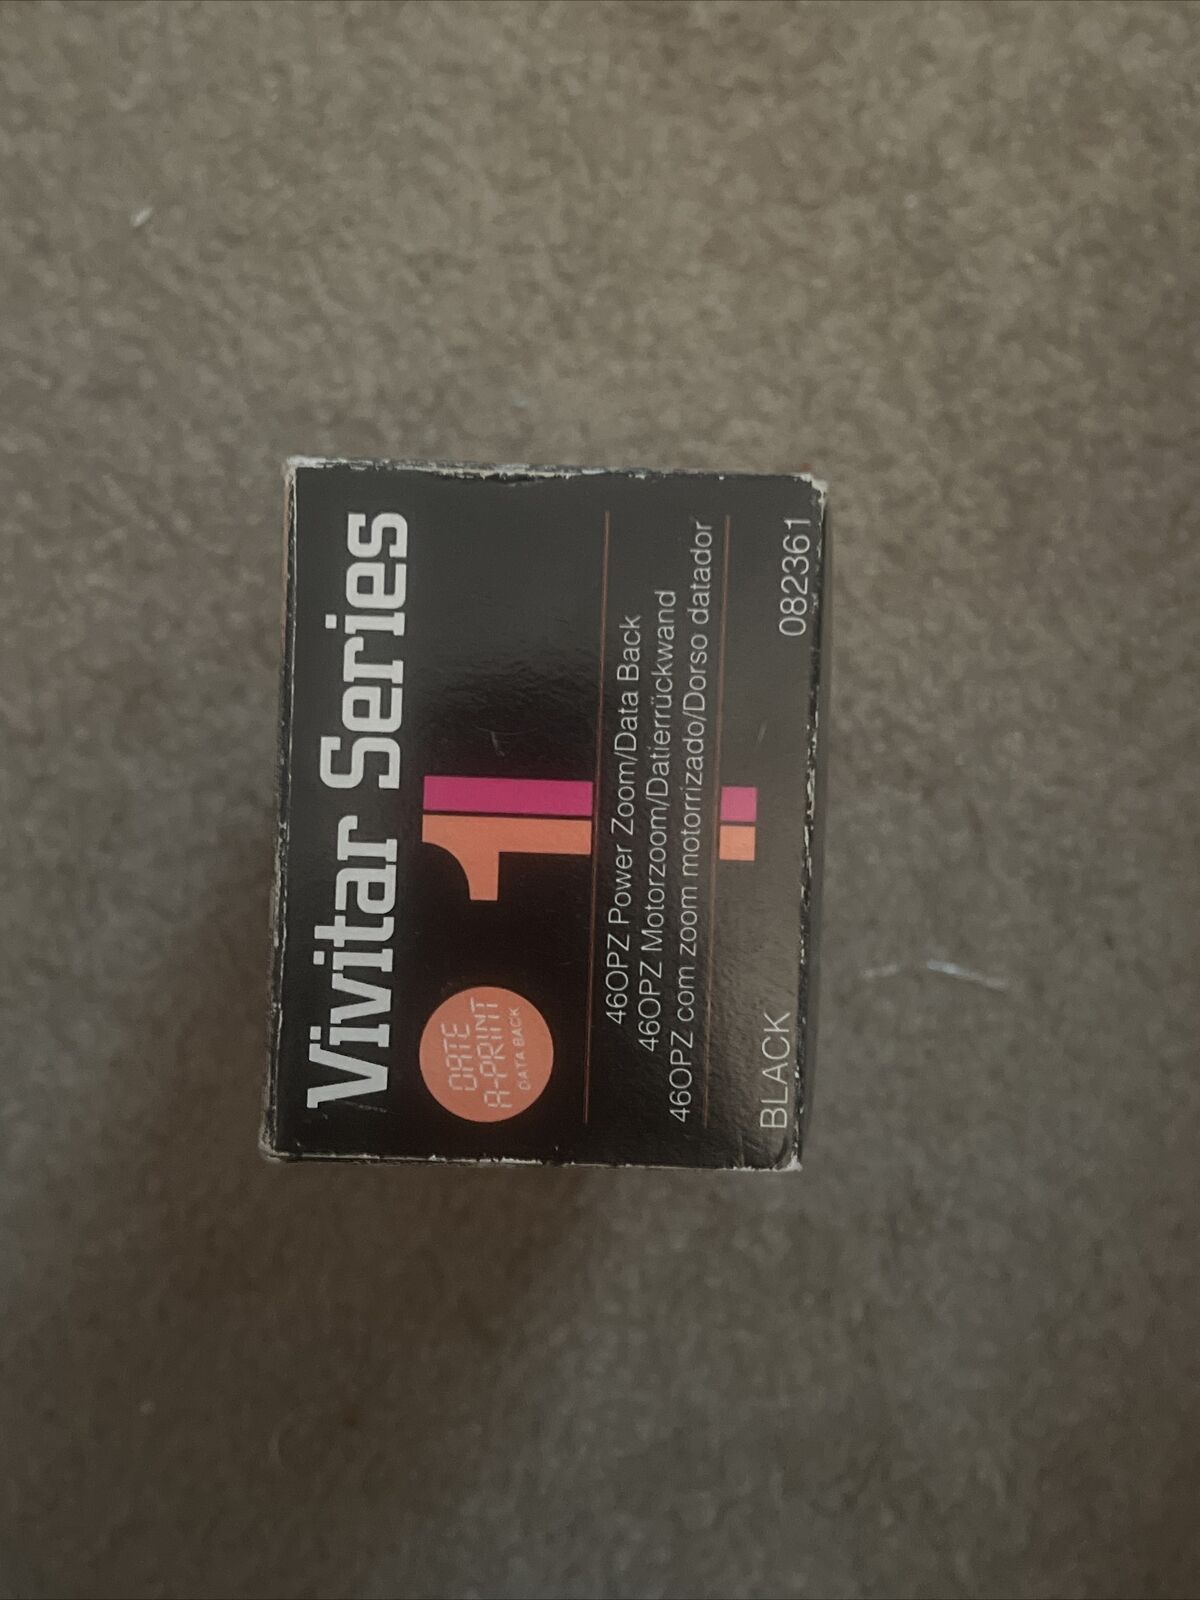 Vivitar Series
1
DATE
A-PRINT
DATA BACK
460PZ Power Zoom/Data Back
460PZ Motorzoom/Datierrückwand
460PZ com zoom motorrizado/Dorso datador
BLACK
082361